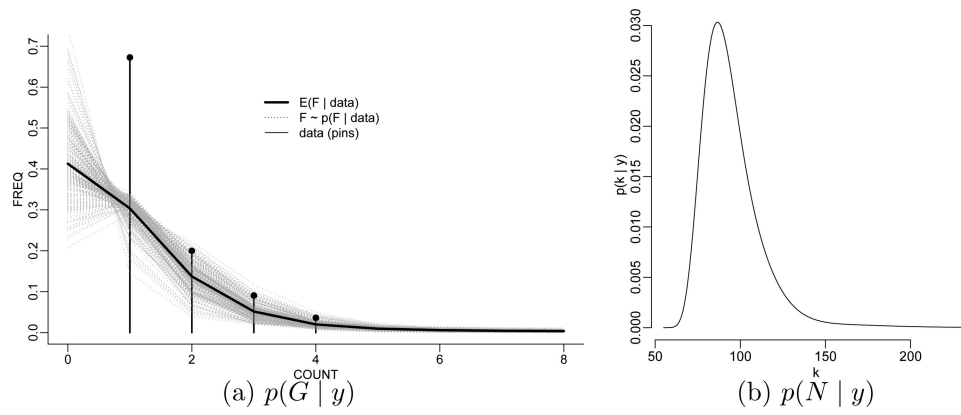 FREQ
0.0 0.1 0.2 0.3 0.4 0.5 0.6 0.7
E(F | data)
F ~ p(F | data)
data (pins)
0 2 4 6 8
COUNT
(a) p(G | y)
p(k | y)
0.000 0.005 0.010 0.015 0.020 0.025 0.030
50 100 150 200
k
(b) p(N | y)